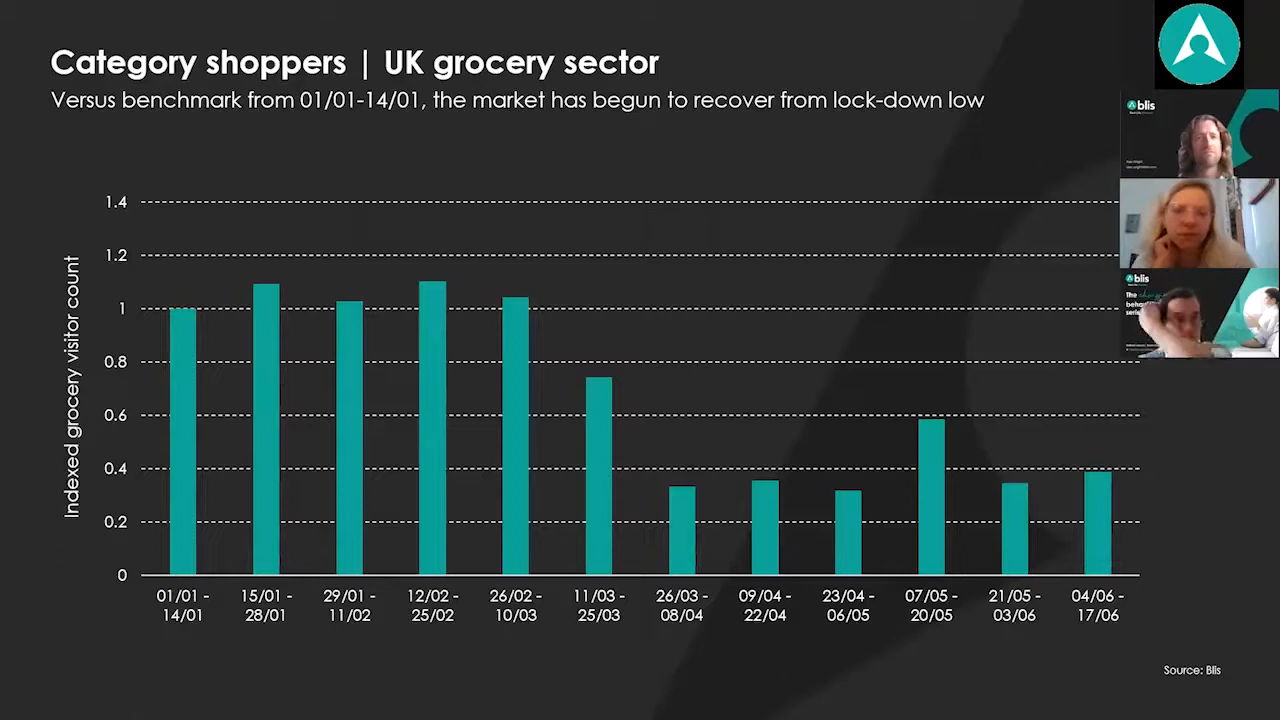 Category shoppers | UK grocery sector
Versus benchmark from 01/01-14/01, the market has begun to recover from lock-down low
Indexed grocery visitor count
1.4
1.2
1
0.8
0.6
0.4
0.2
0
01/01 - 14/01
15/01 - 28/01
29/01 - 11/02
12/02 - 25/02
26/02 - 10/03
11/03 - 25/03
26/03 - 08/04
09/04 - 22/04
23/04 - 06/05
07/05 - 20/05
21/05 - 03/06
04/06 - 17/06
Source: Blis
blis
blis
The